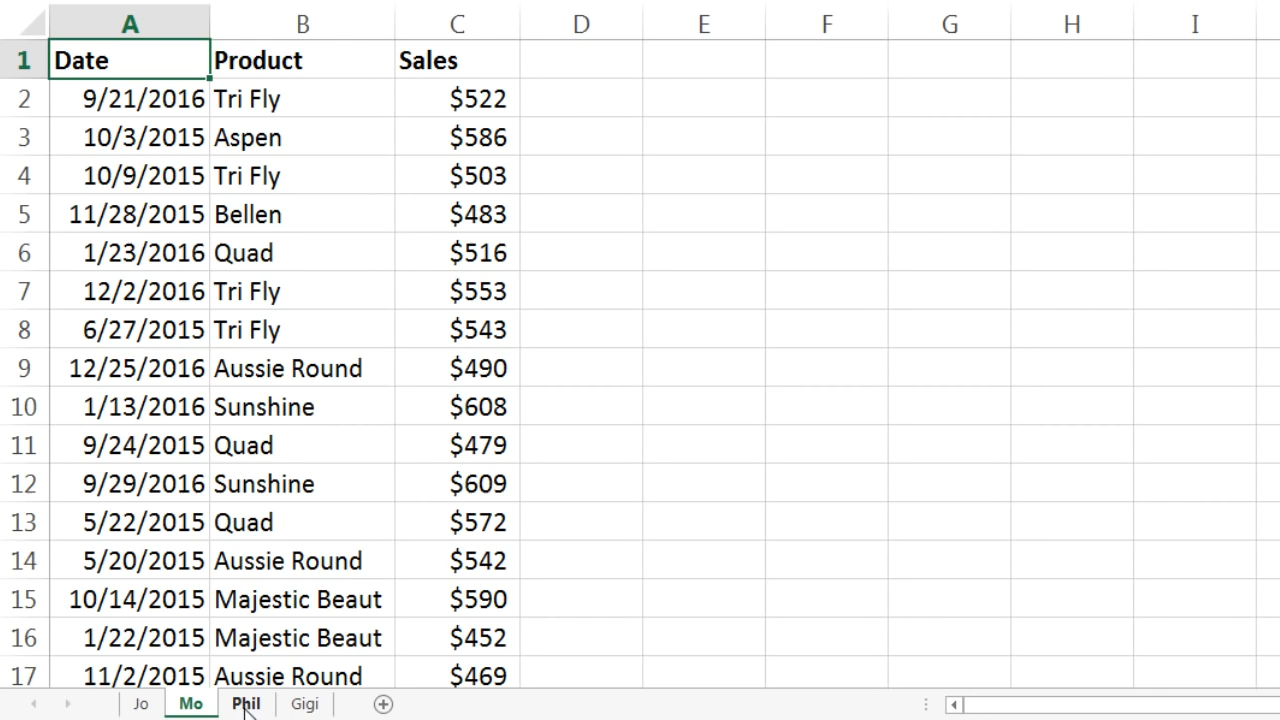 A B C D E F G H I
1 Date Product Sales
2 9/21/2016 Tri Fly $522
3 10/3/2015 Aspen $586
4 10/9/2015 Tri Fly $503
5 11/28/2015 Bellen $483
6 1/23/2016 Quad $516
7 12/2/2016 Tri Fly $553
8 6/27/2015 Tri Fly $543
9 12/25/2016 Aussie Round $490
10 1/13/2016 Sunshine $608
11 9/24/2015 Quad $479
12 9/29/2016 Sunshine $609
13 5/22/2015 Quad $572
14 5/20/2015 Aussie Round $542
15 10/14/2015 Majestic Beaut $590
16 1/22/2015 Majestic Beaut $452
17 11/2/2015 Aussie Round $469
Jo Mo Phil Gigi